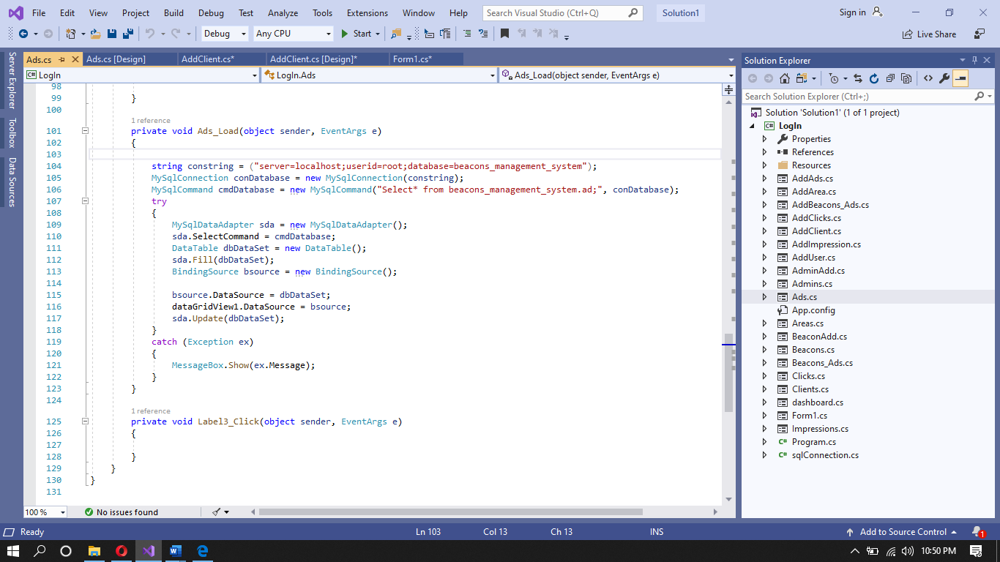 File Edit View Project Build Debug Test Analyze Tools Extensions Window Help Search Visual Studio (Ctrl+Q) Solution1 Sign in
Debug Any CPU Start Live Share
Ads.cs Ads.cs [Design] AddClient.cs* AddClient.cs [Design]* Form1.cs*
LogIn LogIn.Ads Ads_Load(object sender, EventArgs e)
Server Explorer
Toolbox
Data Sources
98
99 }
100
1 reference
101 private void Ads_Load(object sender, EventArgs e)
102 {
103
104 string constring = ("server=localhost;userid=root;database=beacons_management_system");
105 MySqlConnection conDatabase = new MySqlConnection(constring);
106 MySqlCommand cmdDatabase = new MySqlCommand("Select* from beacons_management_system.ad;", conDatabase);
107 try
108 {
109 MySqlDataAdapter sda = new MySqlDataAdapter();
110 sda.SelectCommand = cmdDatabase;
111 DataTable dbDataSet = new DataTable();
112 sda.Fill(dbDataSet);
113 BindingSource bsource = new BindingSource();
114
115 bsource.DataSource = dbDataSet;
116 dataGridView1.DataSource = bsource;
117 sda.Update(dbDataSet);
118 }
119 catch (Exception ex)
120 {
121 MessageBox.Show(ex.Message);
122 }
123 }
124
1 reference
125 private void Label3_Click(object sender, EventArgs e)
126 {
127
128 }
129 }
130 }
131
100 % No issues found
Solution Explorer
Search Solution Explorer (Ctrl+;)
Solution 'Solution1' (1 of 1 project)
C# LogIn
Properties
References
Resources
AddAds.cs
AddArea.cs
AddBeacons_Ads.cs
AddClicks.cs
AddClient.cs
AddImpression.cs
AddUser.cs
AdminAdd.cs
Admins.cs
Ads.cs
App.config
Areas.cs
BeaconAdd.cs
Beacons.cs
Beacons_Ads.cs
Clicks.cs
Clients.cs
dashboard.cs
Form1.cs
Impressions.cs
C# Program.cs
C# sqlConnection.cs
Ready Ln 103 Col 13 Ch 13 INS Add to Source Control 1
10:50 PM